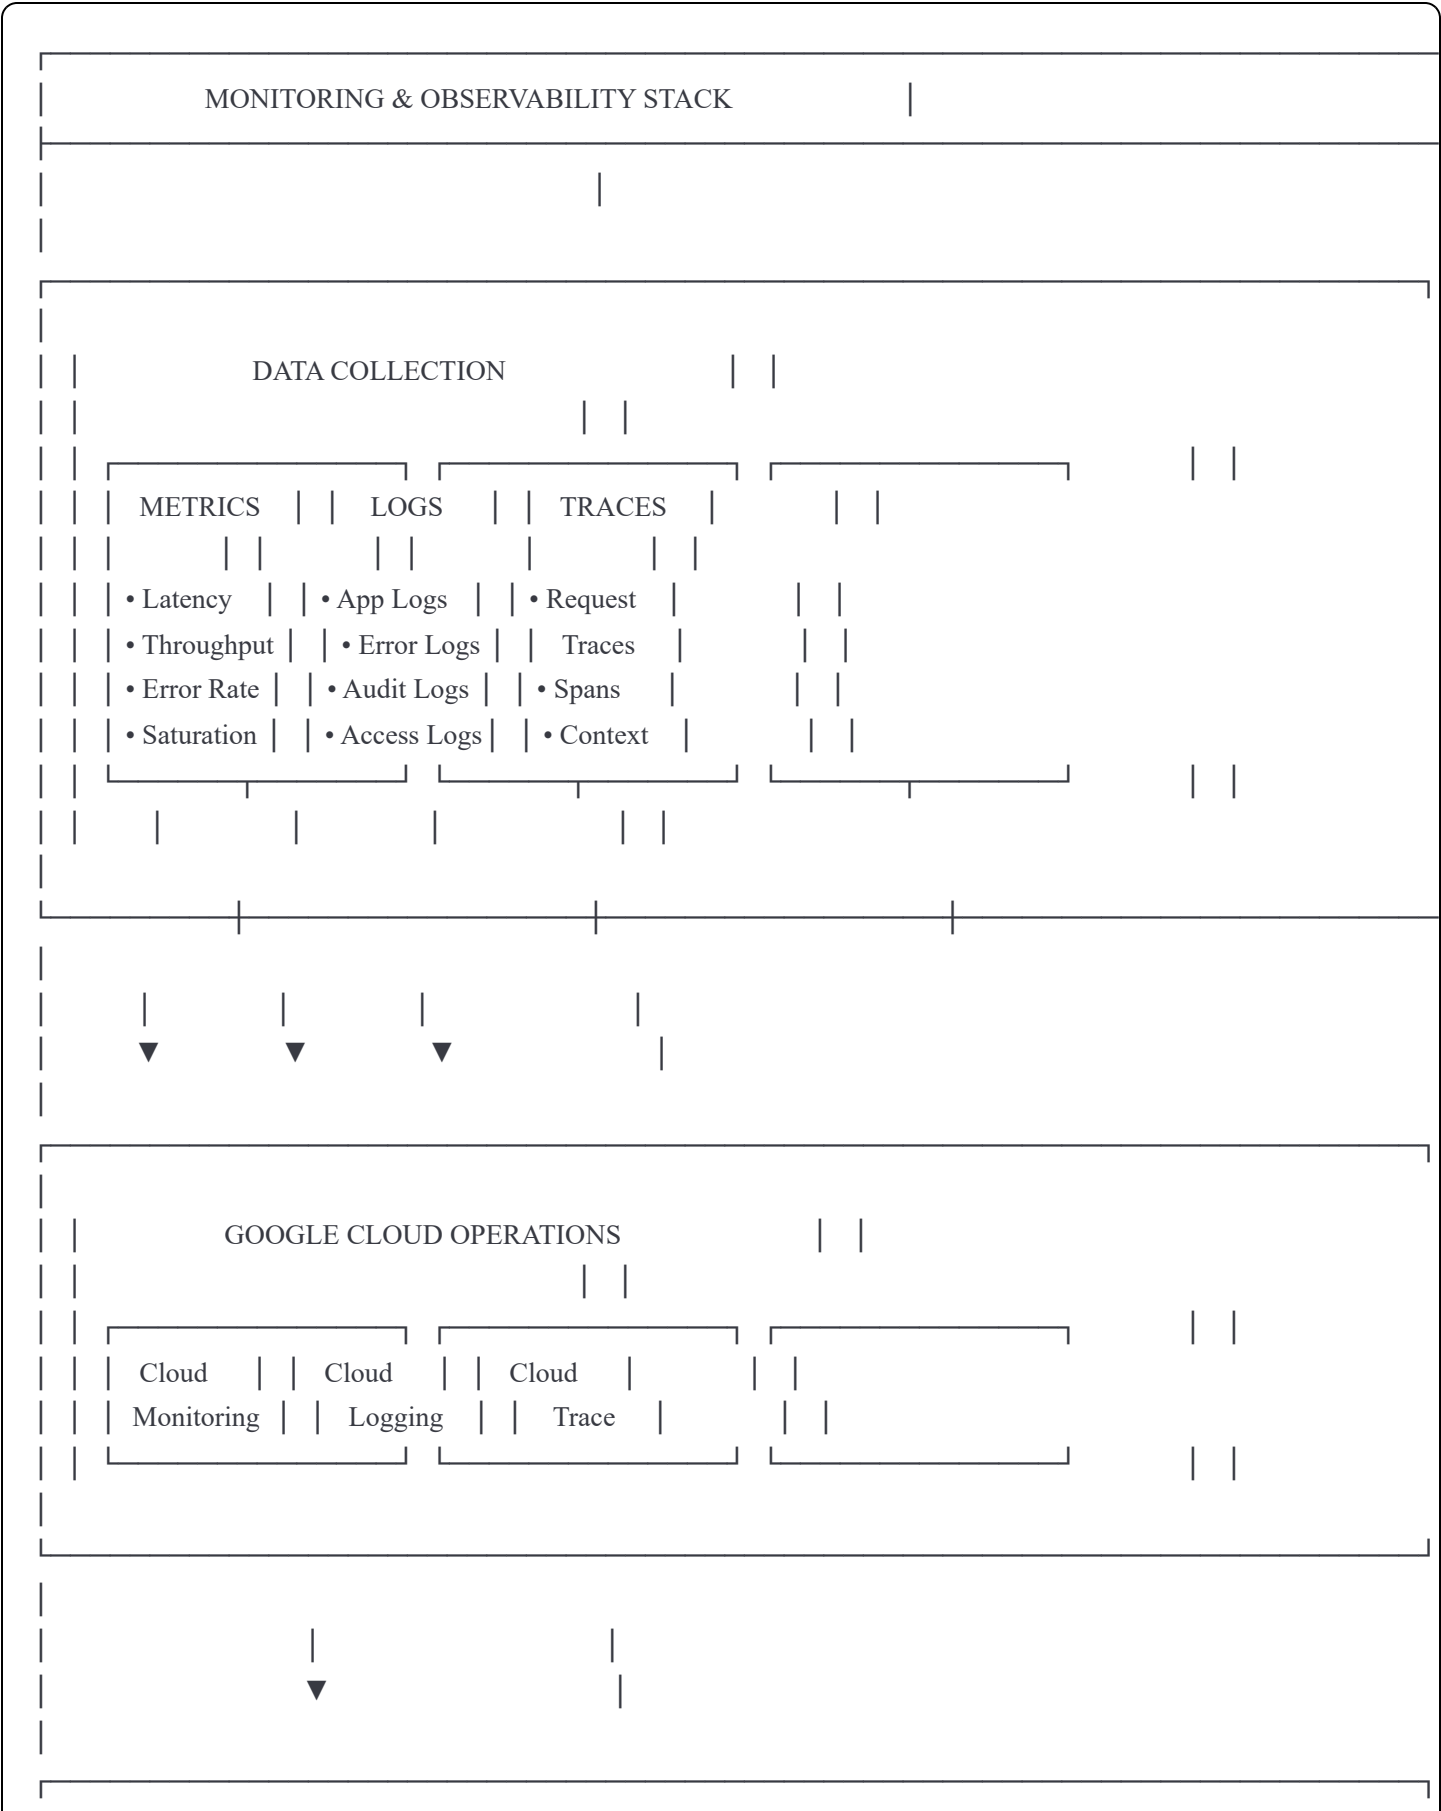 MONITORING & OBSERVABILITY STACK
DATA COLLECTION
METRICS LOGS TRACES
• Latency • App Logs • Request
• Throughput • Error Logs Traces
• Error Rate • Audit Logs • Spans
• Saturation • Access Logs • Context
▼ ▼ ▼
GOOGLE CLOUD OPERATIONS
Cloud Cloud Cloud
Monitoring Logging Trace
▼